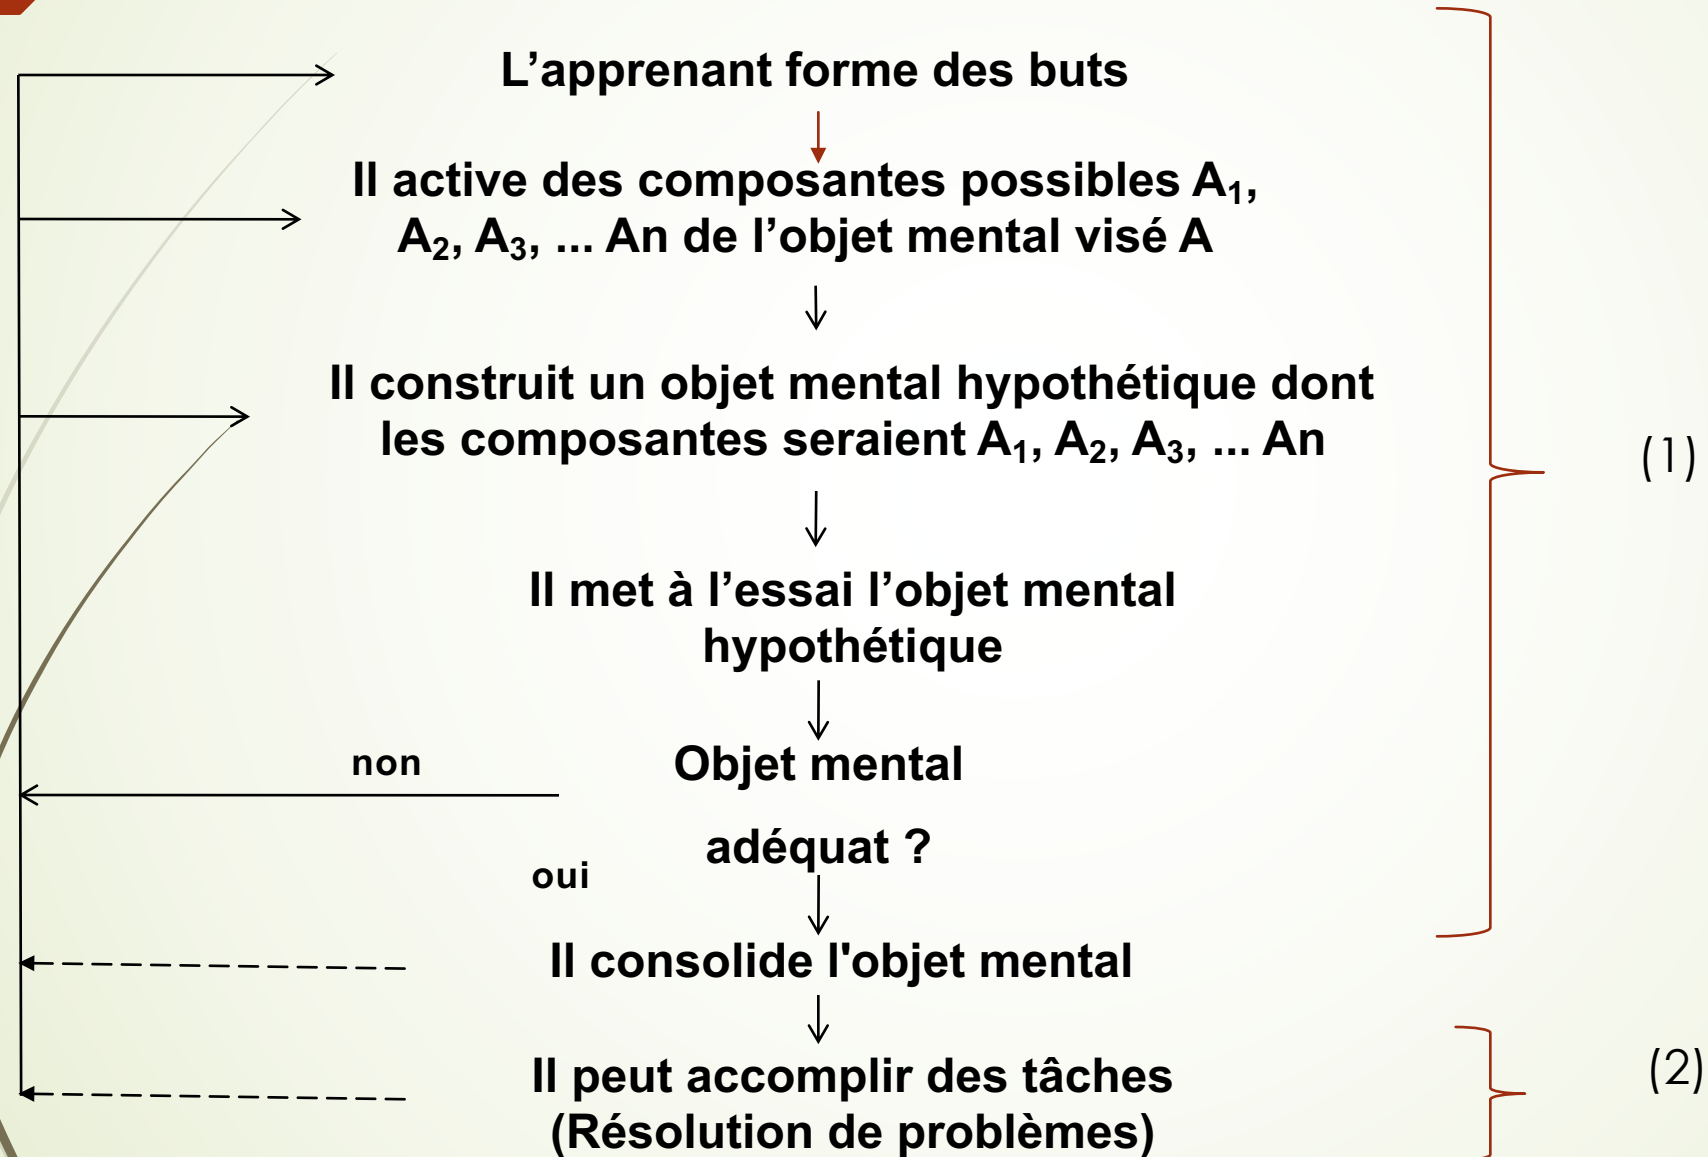 L’apprenant forme des buts
Il active des composantes possibles A₁,
A₂, A₃, ... An de l’objet mental visé A
Il construit un objet mental hypothétique dont
les composantes seraient A₁, A₂, A₃, ... An
(1)
Il met à l’essai l’objet mental
hypothétique
non
Objet mental
adéquat ?
oui
Il consolide l'objet mental
Il peut accomplir des tâches
(2)
(Résolution de problèmes)